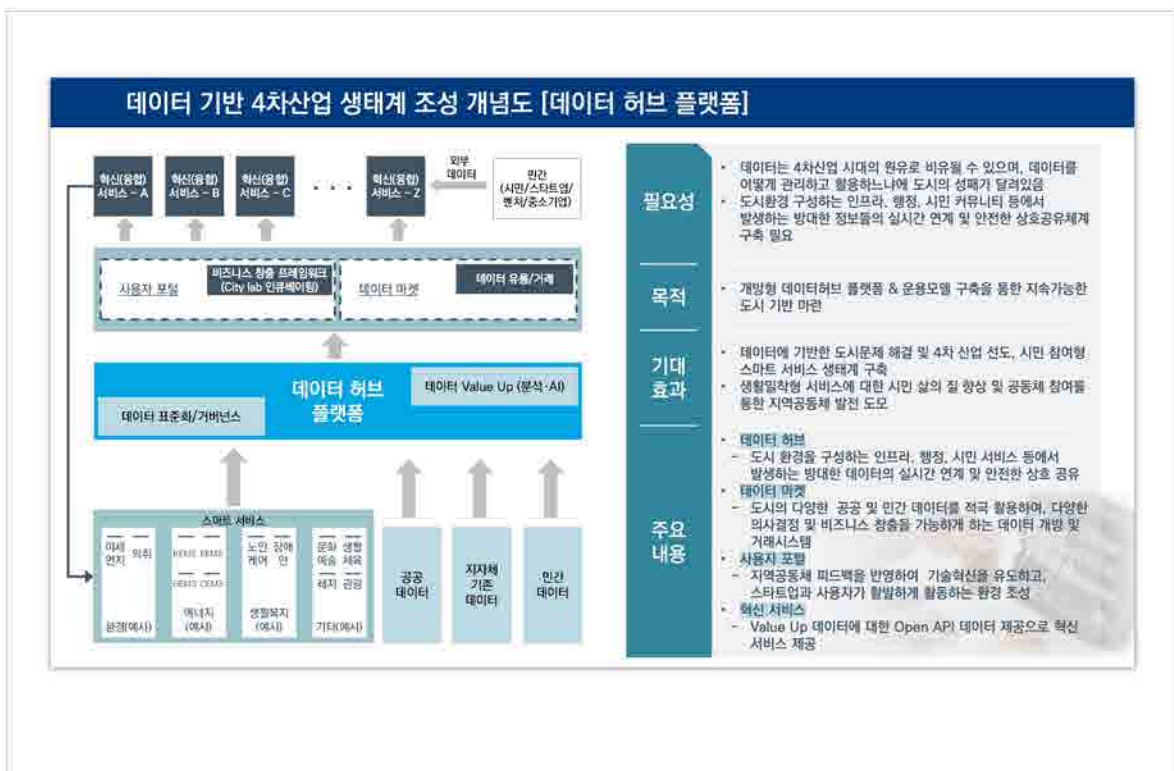 데이터 기반 4차산업 생태계 조성 개념도 [데이터 허브 플랫폼]
혁신(융합)
서비스 - A
혁신(융합)
서비스 - B
혁신(융합)
서비스 - C
. . .
혁신(융합)
서비스 - Z
외부
데이터
민간
(시민/스타트업/
벤처/중소기업)
사용자 포털
비즈니스 창출 프레임워크
(City lab 인큐베이팅)
데이터 마켓
데이터 유통/거래
데이터 허브
플랫폼
데이터 표준화/거버넌스
데이터 Value Up (분석·AI)
스마트 서비스
미세
먼지
악취
환경(예시)
에너지
(예시)
노인
케어
장애
인
생활복지
(예시)
문화
예술
생활
체육
레저
관광
기타(예시)
공공
데이터
지자체
기존
데이터
민간
데이터
필요성
• 데이터는 4차산업 시대의 원유로 비유될 수 있으며, 데이터를
어떻게 관리하고 활용하느냐에 도시의 성패가 달려있음
• 도시환경 구성하는 인프라, 행정, 시민 커뮤니티 등에서
발생하는 방대한 정보들의 실시간 연계 및 안전한 상호공유체계
구축 필요
목적
• 개방형 데이터허브 플랫폼 & 운용모델 구축을 통한 지속가능한
도시 기반 마련
기대
효과
• 데이터에 기반한 도시문제 해결 및 4차 산업 선도, 시민 참여형
스마트 서비스 생태계 구축
• 생활밀착형 서비스에 대한 시민 삶의 질 향상 및 공동체 참여를
통한 지역공동체 발전 도모
주요
내용
• 데이터 허브
- 도시 환경을 구성하는 인프라, 행정, 시민 서비스 등에서
발생하는 방대한 데이터의 실시간 연계 및 안전한 상호 공유
• 데이터 마켓
- 도시의 다양한 공공 및 민간 데이터를 적극 활용하여, 다양한
의사결정 및 비즈니스 창출을 가능하게 하는 데이터 개방 및
거래시스템
• 사용자 포털
- 지역공동체 피드백을 반영하여 기술혁신을 유도하고,
스타트업과 사용자가 활발하게 활동하는 환경 조성
• 혁신 서비스
- Value Up 데이터에 대한 Open API 데이터 제공으로 혁신
서비스 제공